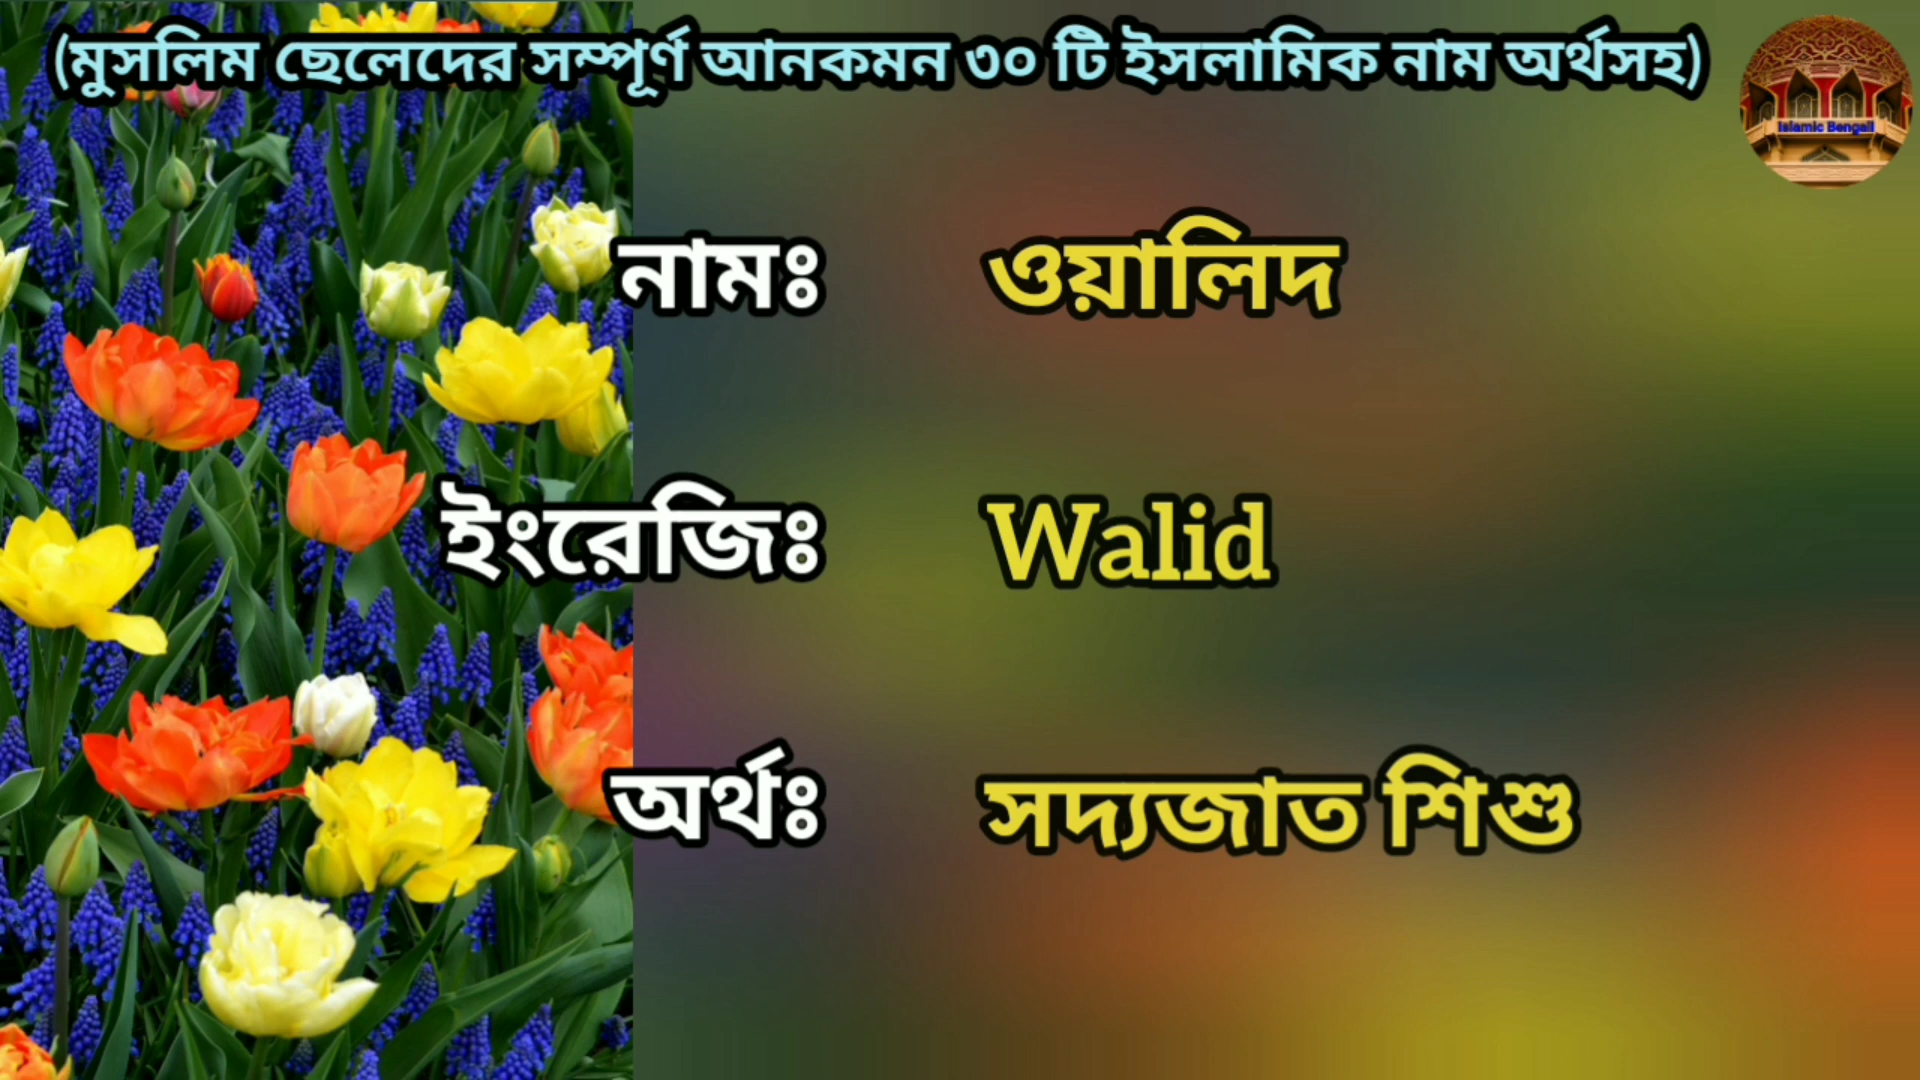 (মুসলিম ছেলেদের সম্পূর্ণ আনকমন ৩০ টি ইসলামিক নাম অর্থসহ)
Islamic Bengali
নামঃ ওয়ালিদ
ইংরেজিঃ Walid
অর্থঃ সদ্যজাত শিশু